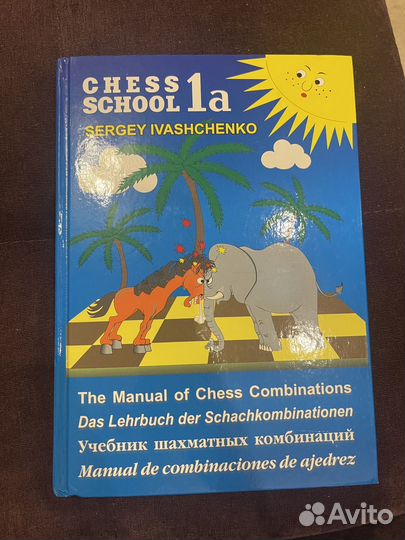 CHESS
SCHOOL 1a
SERGEY IVASHCHENKO
The Manual of Chess Combinations
Das Lehrbuch der Schachkombinationen
Учебник шахматных комбинаций
Manual de combinaciones de ajedrez
Avito